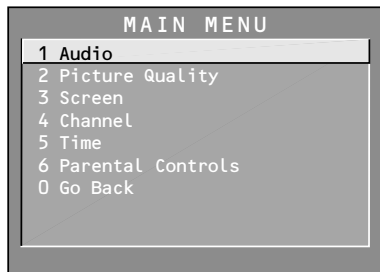 MAIN MENU
1 Audio
2 Picture Quality
3 Screen
4 Channel
5 Time
6 Parental Controls
0 Go Back